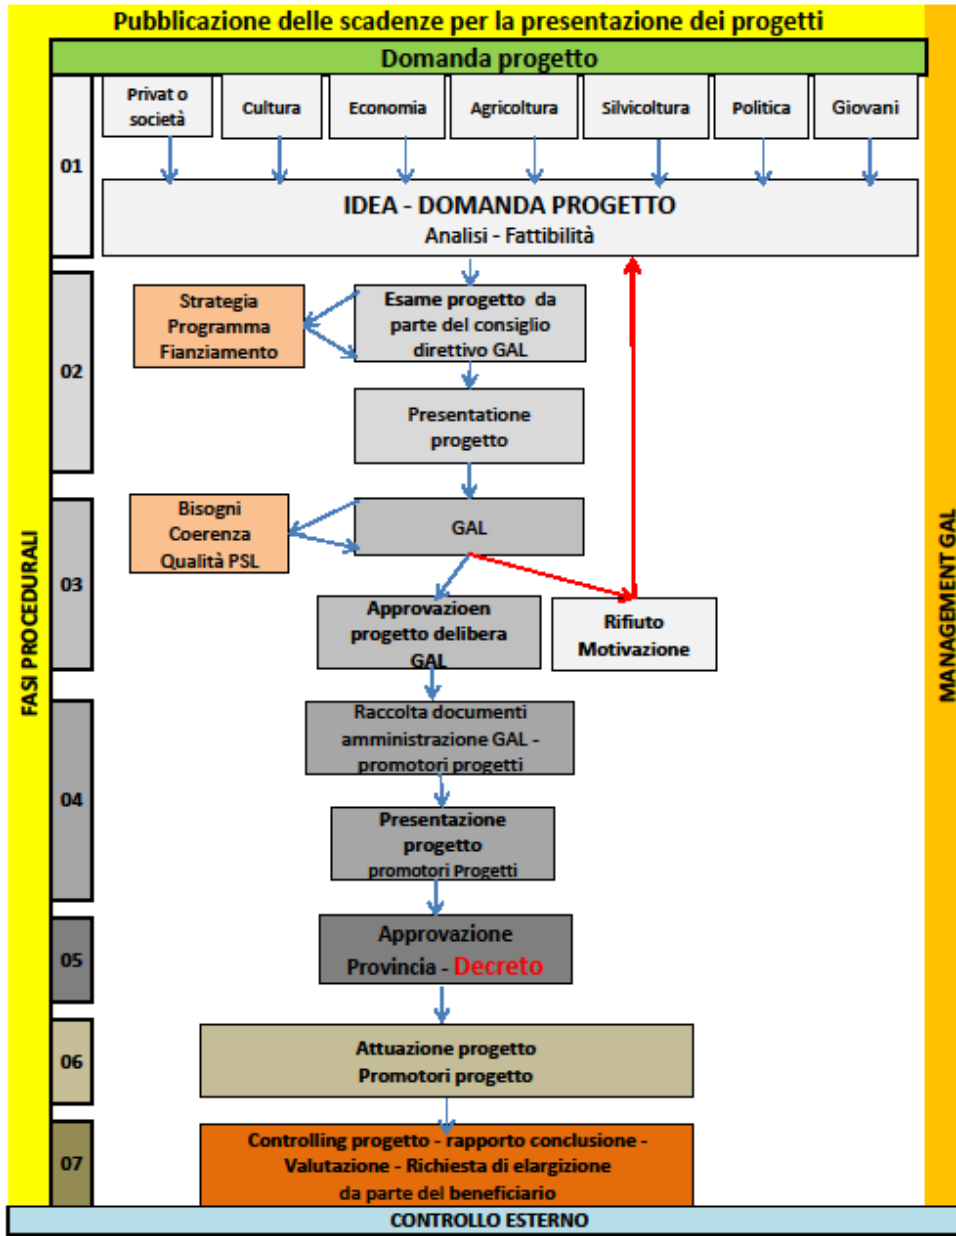 Pubblicazione delle scadenze per la presentazione dei progetti
Domanda progetto
Privat o
società
Cultura
Economia
Agricoltura
Silvicoltura
Politica
Giovani
01
IDEA - DOMANDA PROGETTO
Analisi - Fattibilità
02
Strategia
Programma
Fianziamento
Esame progetto da
parte del consiglio
direttivo GAL
Presentatione
progetto
03
Bisogni
Coerenza
Qualità PSL
GAL
Approvazioen
progetto delibera
GAL
Rifiuto
Motivazione
04
Raccolta documenti
amministrazione GAL -
promotori progetti
Presentazione
progetto
promotori Progetti
05
Approvazione
Provincia - Decreto
06
Attuazione progetto
Promotori progetto
07
Controlling progetto - rapporto conclusione -
Valutazione - Richiesta di elargizione
da parte del beneficiario
CONTROLLO ESTERNO
FASI PROCEDURALI
MANAGEMENT GAL